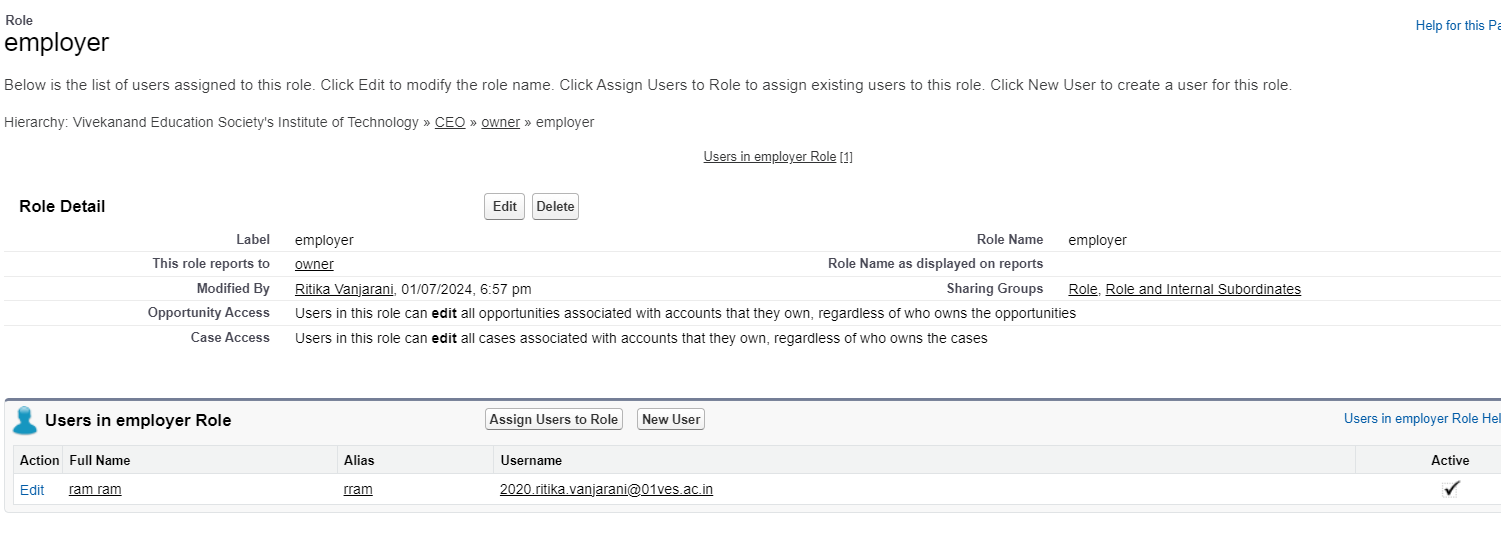 Role
employer
Help for this Pa
Below is the list of users assigned to this role. Click Edit to modify the role name. Click Assign Users to Role to assign existing users to this role. Click New User to create a user for this role.
Hierarchy: Vivekanand Education Society's Institute of Technology » CEO » owner » employer
Users in employer Role [1]
Role Detail Edit Delete
Label employer Role Name employer
This role reports to owner Role Name as displayed on reports
Modified By Ritika Vanjarani, 01/07/2024, 6:57 pm Sharing Groups Role, Role and Internal Subordinates
Opportunity Access Users in this role can edit all opportunities associated with accounts that they own, regardless of who owns the opportunities
Case Access Users in this role can edit all cases associated with accounts that they own, regardless of who owns the cases
Users in employer Role Assign Users to Role New User Users in employer Role Hel
Action Full Name Alias Username Active
Edit ram ram rram 2020.ritika.vanjarani@01ves.ac.in